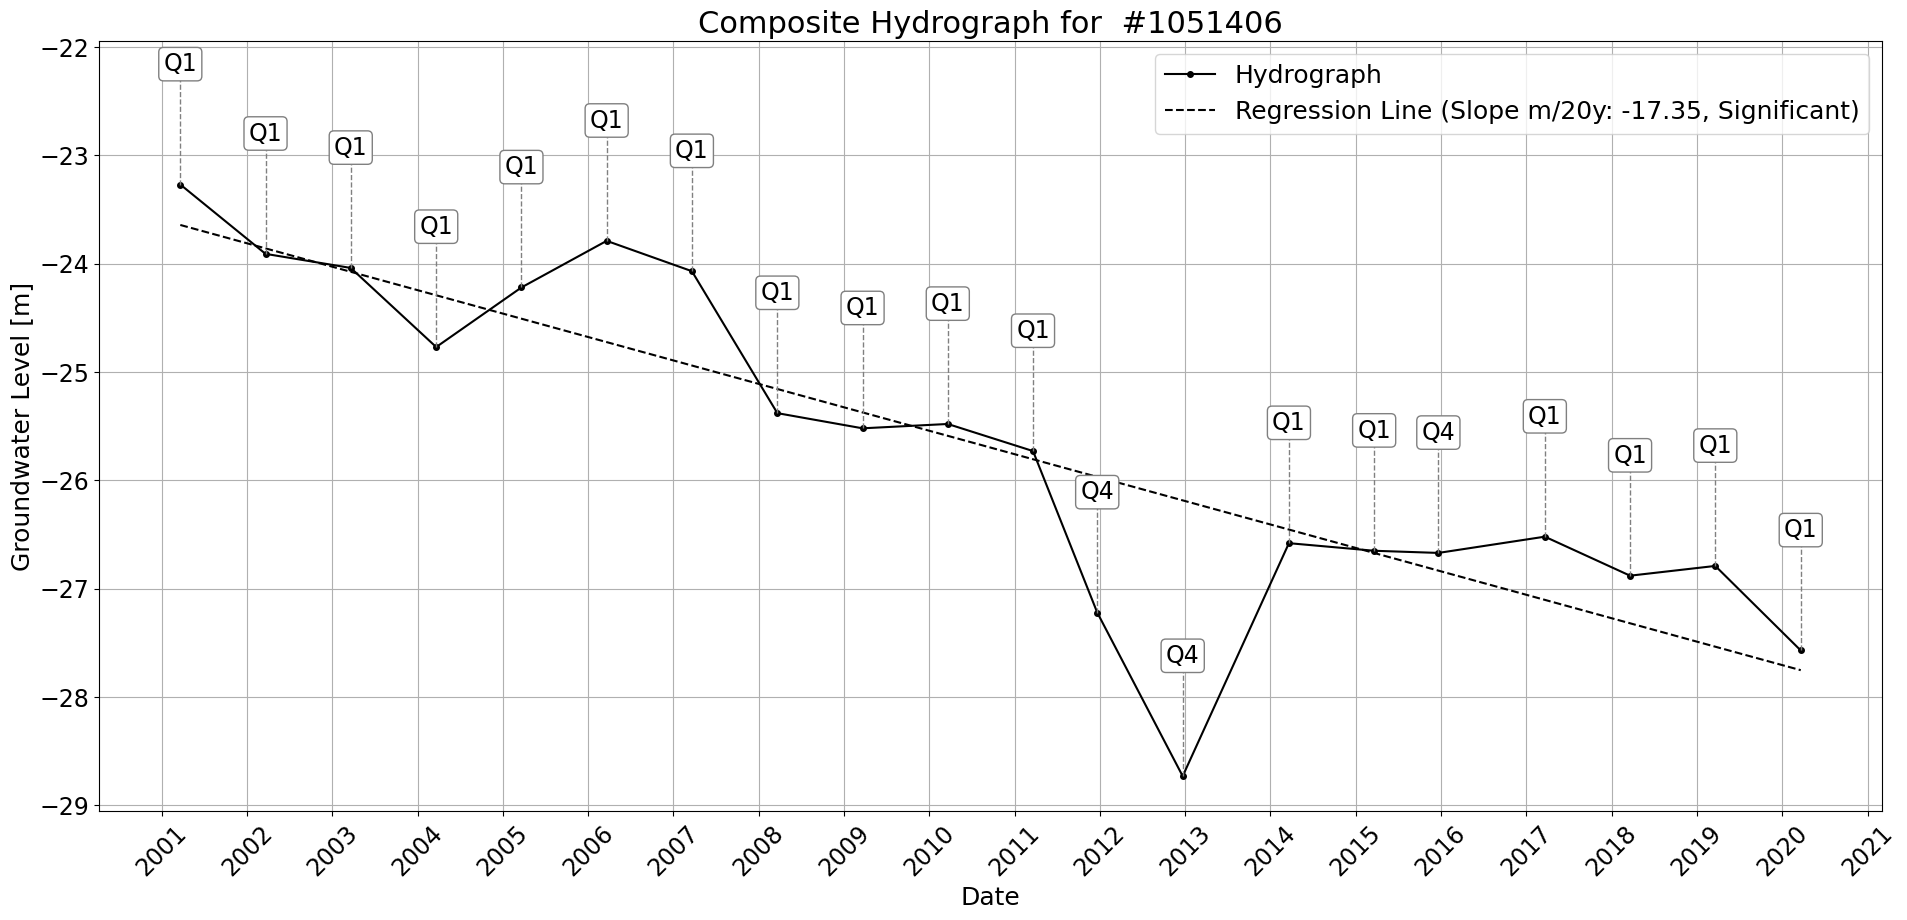 Composite Hydrograph for  #1051406
Hydrograph
Regression Line (Slope m/20y: -17.35, Significant)
Groundwater Level [m]
−22
−23
−24
−25
−26
−27
−28
−29
Q1
Q1
Q1
Q1
Q1
Q1
Q1
Q1
Q1
Q1
Q1
Q4
Q4
Q1
Q1
Q4
Q1
Q1
Q1
Q1
2001
2002
2003
2004
2005
2006
2007
2008
2009
2010
2011
2012
2013
2014
2015
2016
2017
2018
2019
2020
2021
Date